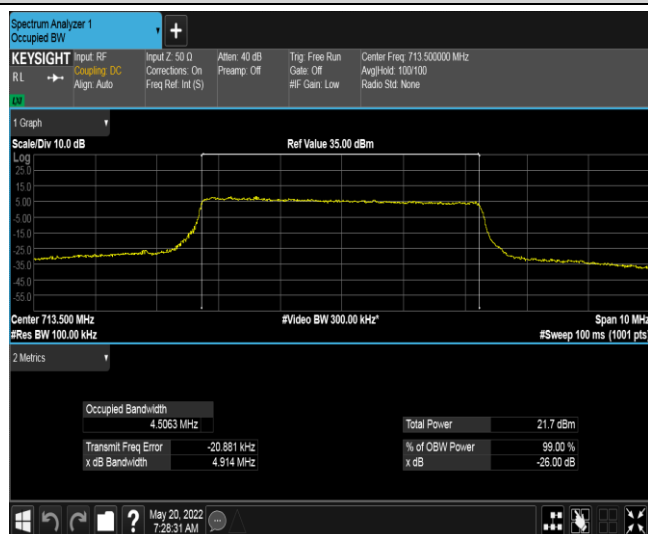 Spectrum Analyzer 1
Occupied BW
+
KEYSIGHT
RL
LXI
Input: RF
Coupling: DC
Align: Auto
Input Z: 50 Ω
Corrections: On
Freq Ref: Int (S)
Atten: 40 dB
Preamp: Off
Trig: Free Run
Gate: Off
#IF Gain: Low
Center Freq: 713.500000 MHz
Avg|Hold: 100/100
Radio Std: None
1 Graph
Scale/Div 10.0 dB
Ref Value 35.00 dBm
Log
25.0
15.0
5.00
-5.00
-15.0
-25.0
-35.0
-45.0
-55.0
Center 713.500 MHz
#Video BW 300.00 kHz*
Span 10 MHz
#Res BW 100.00 kHz
#Sweep 100 ms (1001 pts)
2 Metrics
Occupied Bandwidth
4.5063 MHz
Total Power 21.7 dBm
Transmit Freq Error -20.881 kHz
% of OBW Power 99.00 %
x dB Bandwidth 4.914 MHz
x dB -26.00 dB
?
May 20, 2022
7:28:31 AM